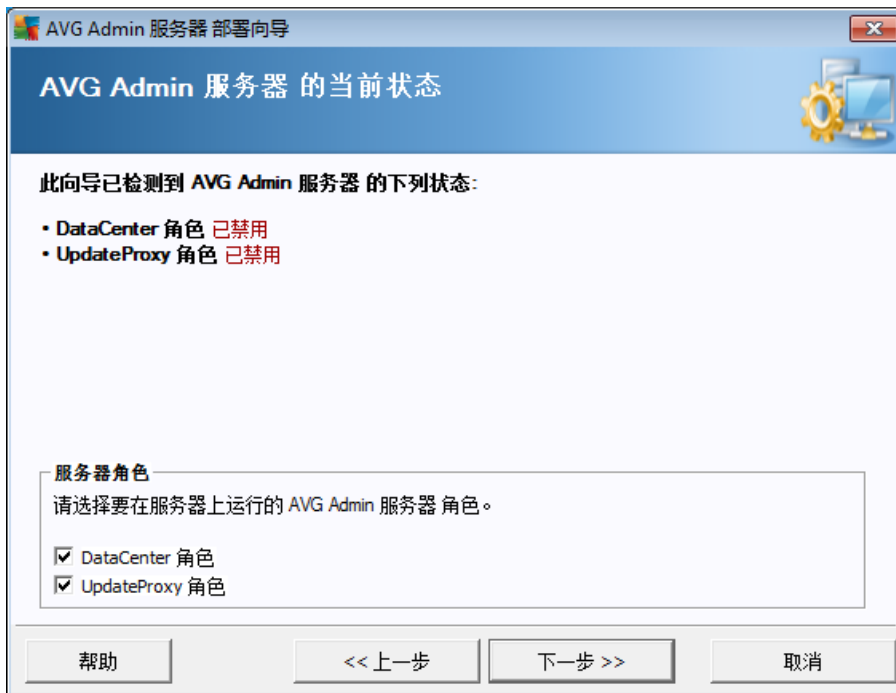 AVG Admin 服务器 部署向导
AVG Admin 服务器 的当前状态
此向导已检测到 AVG Admin 服务器 的下列状态:
• DataCenter 角色 已禁用
• UpdateProxy 角色 已禁用
服务器角色
请选择要在服务器上运行的 AVG Admin 服务器 角色。
DataCenter 角色
UpdateProxy 角色
帮助
<< 上一步
下一步 >>
取消